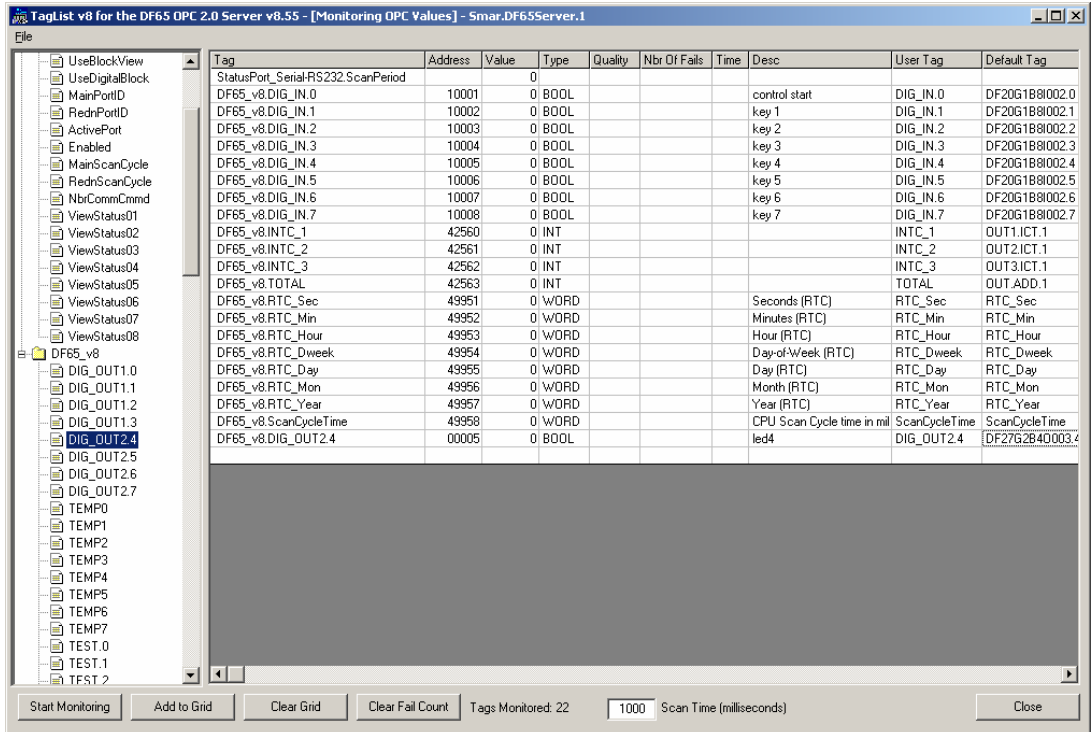 TagList v8 for the DF65 OPC 2.0 Server v8.55 - [Monitoring OPC Values] - Smar.DF65Server.1
File
UseBlockView
UseDigitalBlock
MainPortID
RednPortID
ActivePort
Enabled
MainScanCycle
RednScanCycle
NbrCommCmmd
ViewStatus01
ViewStatus02
ViewStatus03
ViewStatus04
ViewStatus05
ViewStatus06
ViewStatus07
ViewStatus08
DF65_v8
DIG_OUT1.0
DIG_OUT1.1
DIG_OUT1.2
DIG_OUT1.3
DIG_OUT2.4
DIG_OUT2.5
DIG_OUT2.6
DIG_OUT2.7
TEMP0
TEMP1
TEMP2
TEMP3
TEMP4
TEMP5
TEMP6
TEMP7
TEST.0
TEST.1
TEST.2
Tag Address Value Type Quality Nbr Of Fails Time Desc User Tag Default Tag
StatusPort_Serial-RS232.ScanPeriod 0
DF65_v8.DIG_IN.0 10001 0 BOOL control start DIG_IN.0 DF20G1B8I002.0
DF65_v8.DIG_IN.1 10002 0 BOOL key 1 DIG_IN.1 DF20G1B8I002.1
DF65_v8.DIG_IN.2 10003 0 BOOL key 2 DIG_IN.2 DF20G1B8I002.2
DF65_v8.DIG_IN.3 10004 0 BOOL key 3 DIG_IN.3 DF20G1B8I002.3
DF65_v8.DIG_IN.4 10005 0 BOOL key 4 DIG_IN.4 DF20G1B8I002.4
DF65_v8.DIG_IN.5 10006 0 BOOL key 5 DIG_IN.5 DF20G1B8I002.5
DF65_v8.DIG_IN.6 10007 0 BOOL key 6 DIG_IN.6 DF20G1B8I002.6
DF65_v8.DIG_IN.7 10008 0 BOOL key 7 DIG_IN.7 DF20G1B8I002.7
DF65_v8.INTC_1 42560 0 INT INTC_1 OUT1.ICT.1
DF65_v8.INTC_2 42561 0 INT INTC_2 OUT2.ICT.1
DF65_v8.INTC_3 42562 0 INT INTC_3 OUT3.ICT.1
DF65_v8.TOTAL 42563 0 INT TOTAL OUT.ADD.1
DF65_v8.RTC_Sec 49951 0 WORD Seconds (RTC) RTC_Sec RTC_Sec
DF65_v8.RTC_Min 49952 0 WORD Minutes (RTC) RTC_Min RTC_Min
DF65_v8.RTC_Hour 49953 0 WORD Hour (RTC) RTC_Hour RTC_Hour
DF65_v8.RTC_Dweek 49954 0 WORD Day-of-Week (RTC) RTC_Dweek RTC_Dweek
DF65_v8.RTC_Day 49955 0 WORD Day (RTC) RTC_Day RTC_Day
DF65_v8.RTC_Mon 49956 0 WORD Month (RTC) RTC_Mon RTC_Mon
DF65_v8.RTC_Year 49957 0 WORD Year (RTC) RTC_Year RTC_Year
DF65_v8.ScanCycleTime 49958 0 WORD CPU Scan Cycle time in mil ScanCycleTime ScanCycleTime
DF65_v8.DIG_OUT2.4 00005 0 BOOL led4 DIG_OUT2.4 DF27G2B4O003.4
Start Monitoring Add to Grid Clear Grid Clear Fail Count Tags Monitored: 22 1000 Scan Time (milliseconds) Close